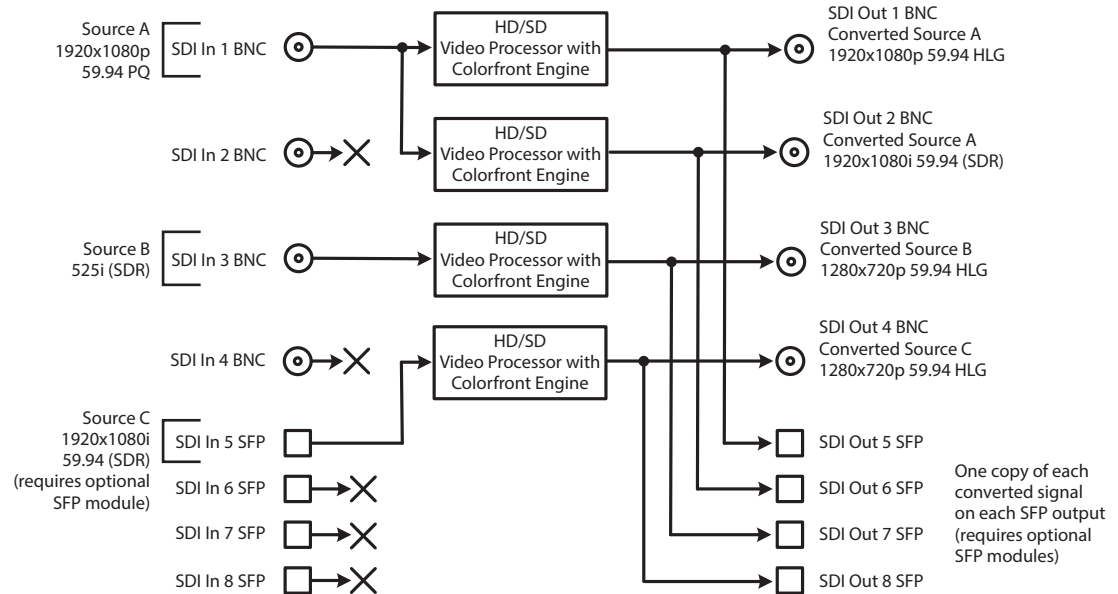 Source A
1920x1080p
59.94 PQ
SDI In 1 BNC
HD/SD
Video Processor with
Colorfront Engine
SDI Out 1 BNC
Converted Source A
1920x1080p 59.94 HLG
SDI In 2 BNC
HD/SD
Video Processor with
Colorfront Engine
SDI Out 2 BNC
Converted Source A
1920x1080i 59.94 (SDR)
Source B
525i (SDR)
SDI In 3 BNC
HD/SD
Video Processor with
Colorfront Engine
SDI Out 3 BNC
Converted Source B
1280x720p 59.94 HLG
SDI In 4 BNC
HD/SD
Video Processor with
Colorfront Engine
SDI Out 4 BNC
Converted Source C
1280x720p 59.94 HLG
Source C
1920x1080i
59.94 (SDR)
(requires optional
SFP module)
SDI In 5 SFP
SDI In 6 SFP
SDI In 7 SFP
SDI In 8 SFP
SDI Out 5 SFP
SDI Out 6 SFP
SDI Out 7 SFP
SDI Out 8 SFP
One copy of each
converted signal
on each SFP output
(requires optional
SFP modules)